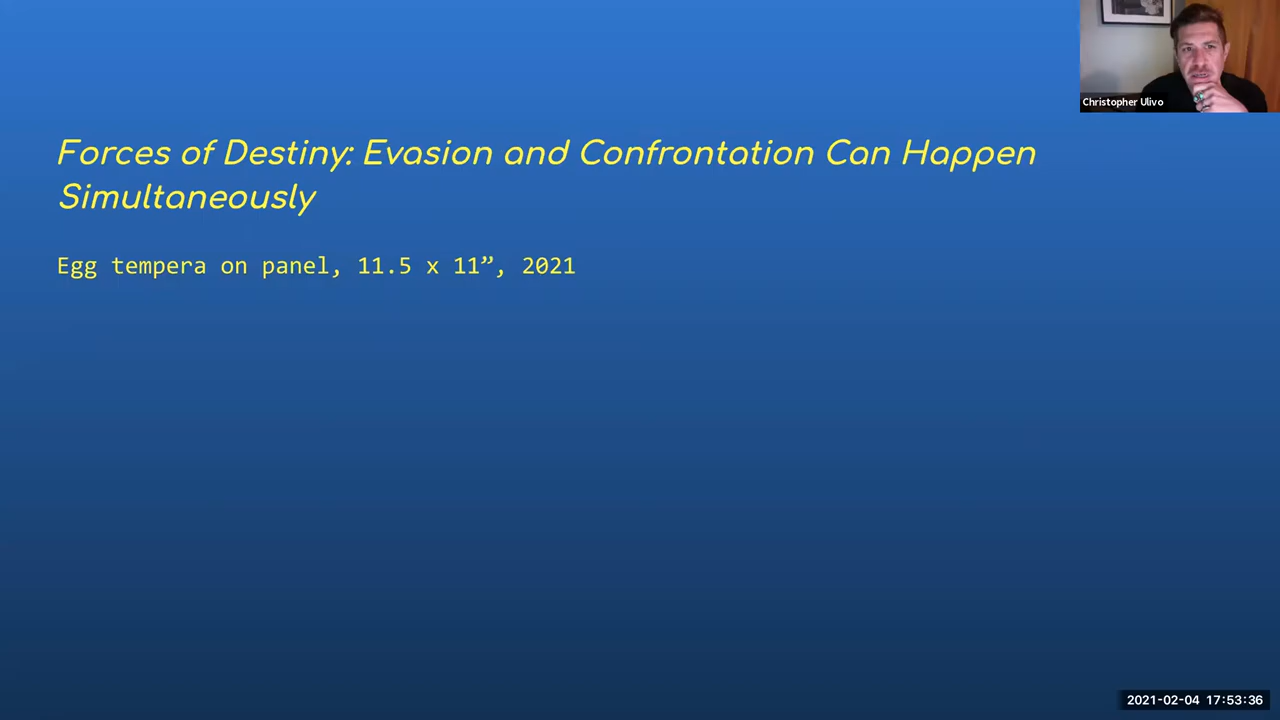 Christopher Ulivo
Forces of Destiny: Evasion and Confrontation Can Happen
Simultaneously
Egg tempera on panel, 11.5 x 11”, 2021
2021-02-04 17:53:36